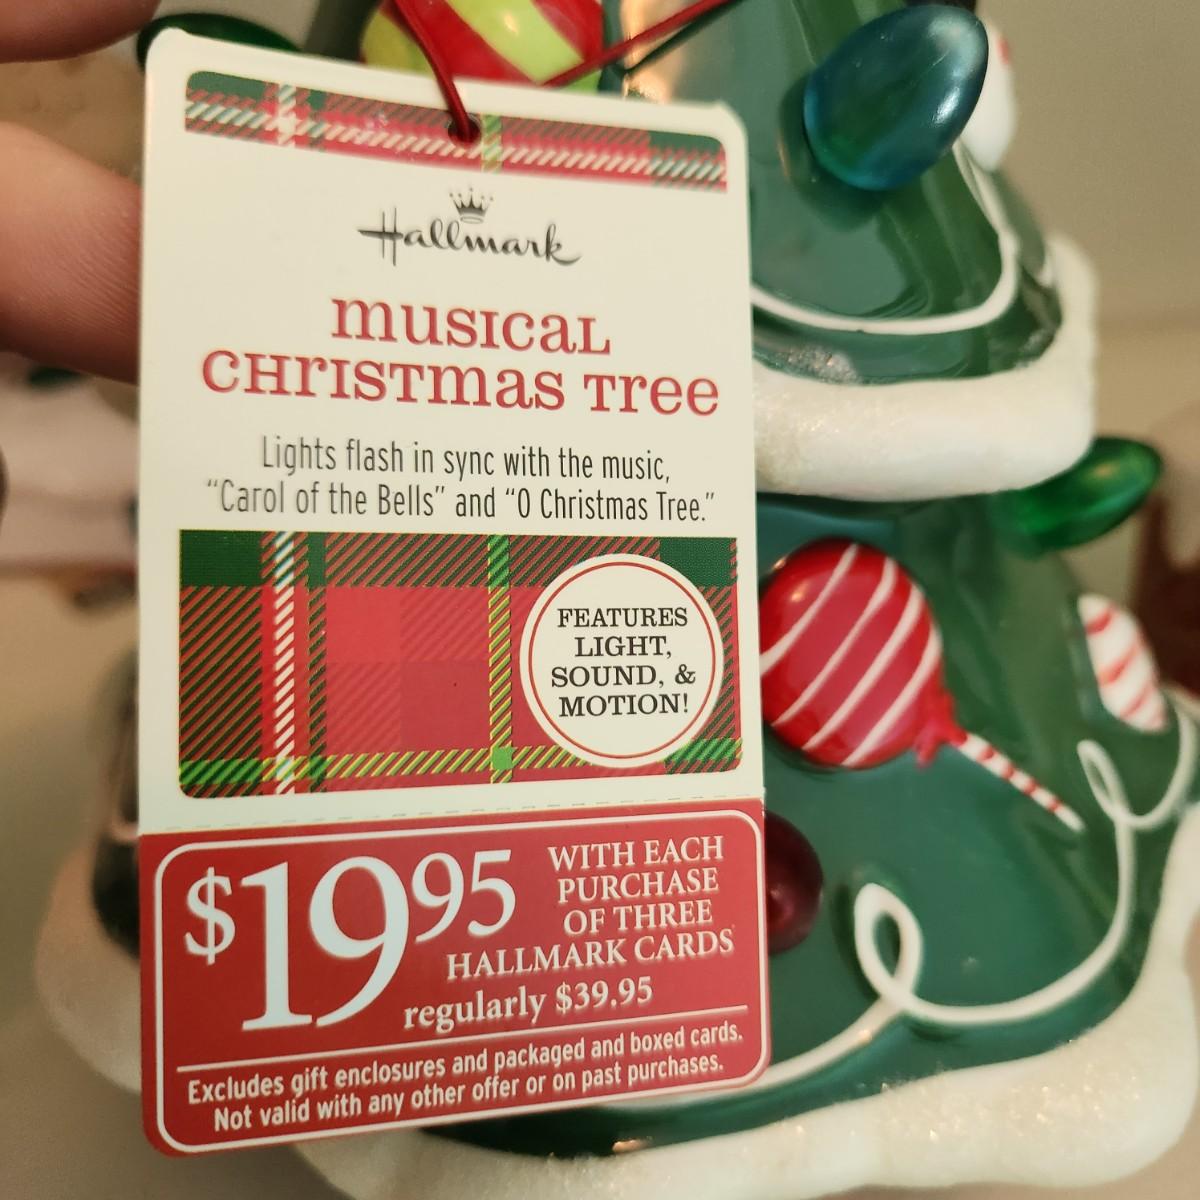 Hallmark
musical
CHrISTmas Tree
Lights flash in sync with the music,
“Carol of the Bells” and “O Christmas Tree.”
FEATURES
LIGHT,
SOUND, &
MOTION!
$19.95 WITH EACH
PURCHASE
OF THREE
HALLMARK CARDS
regularly $39.95
Excludes gift enclosures and packaged and boxed cards.
Not valid with any other offer or on past purchases.